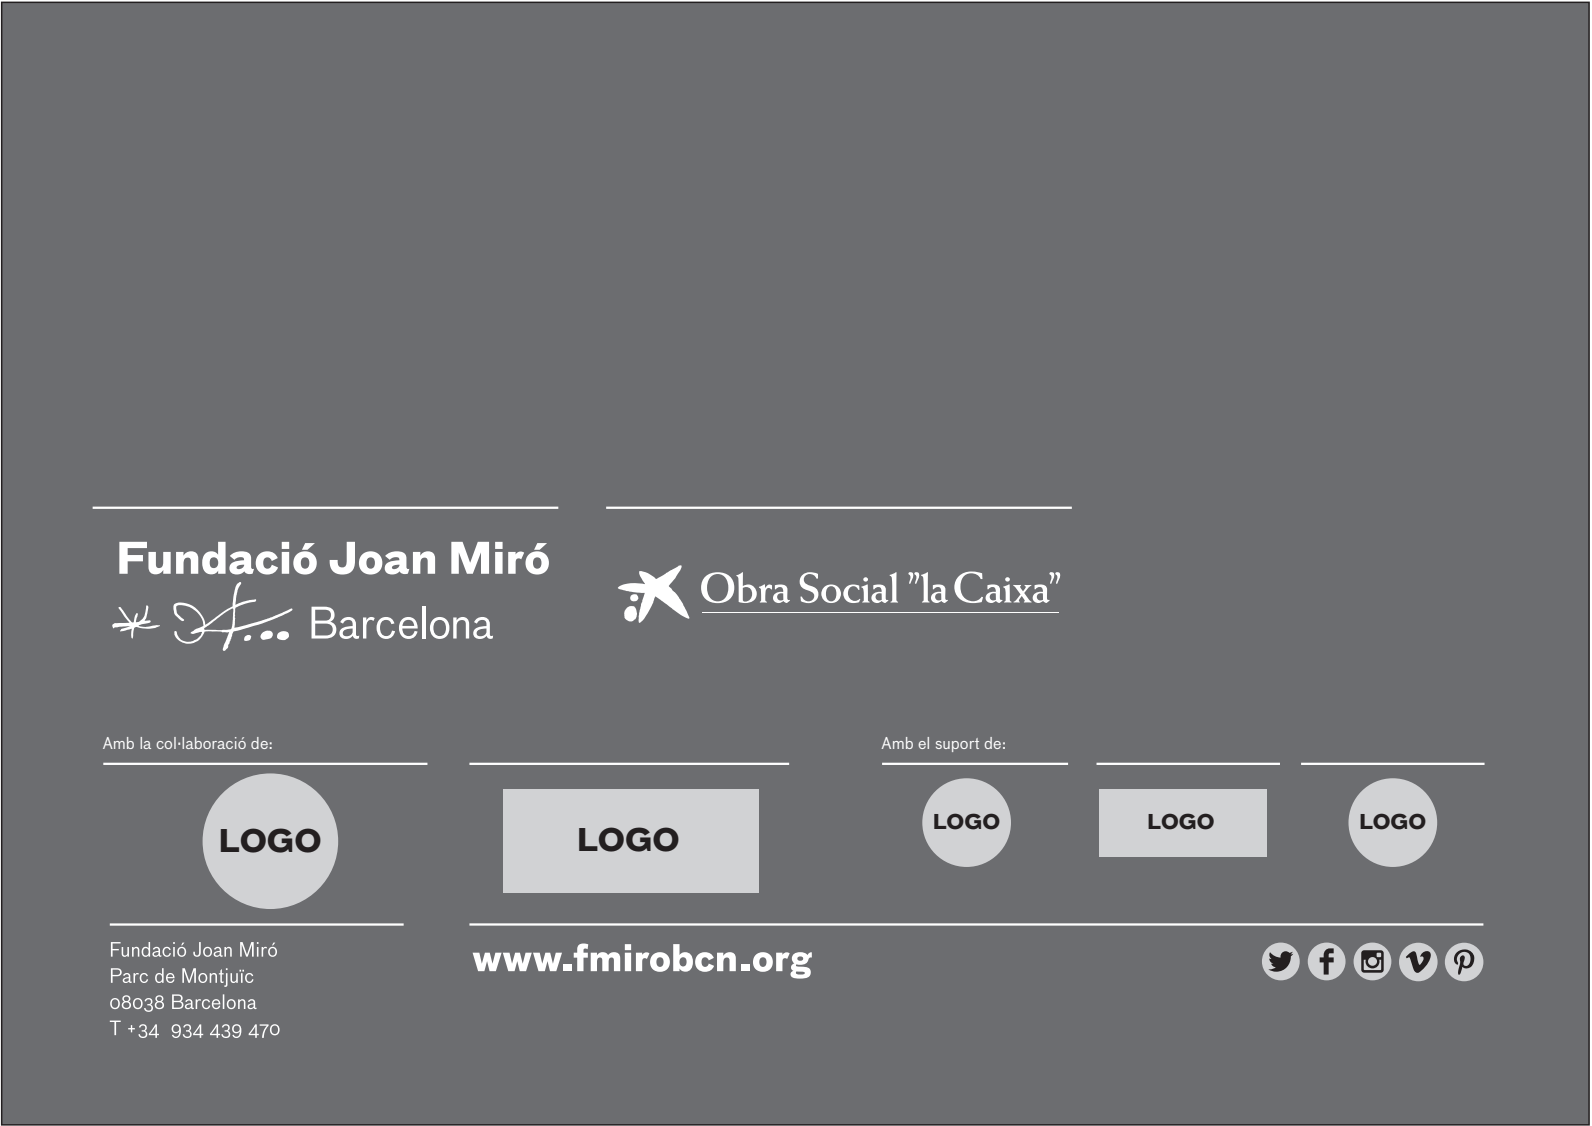 Fundació Joan Miró
Barcelona
Obra Social ”la Caixa”
Amb la col·laboració de:
Amb el suport de:
LOGO
LOGO
LOGO
LOGO
LOGO
Fundació Joan Miró
Parc de Montjuïc
08038 Barcelona
T +34 934 439 470
www.fmirobcn.org